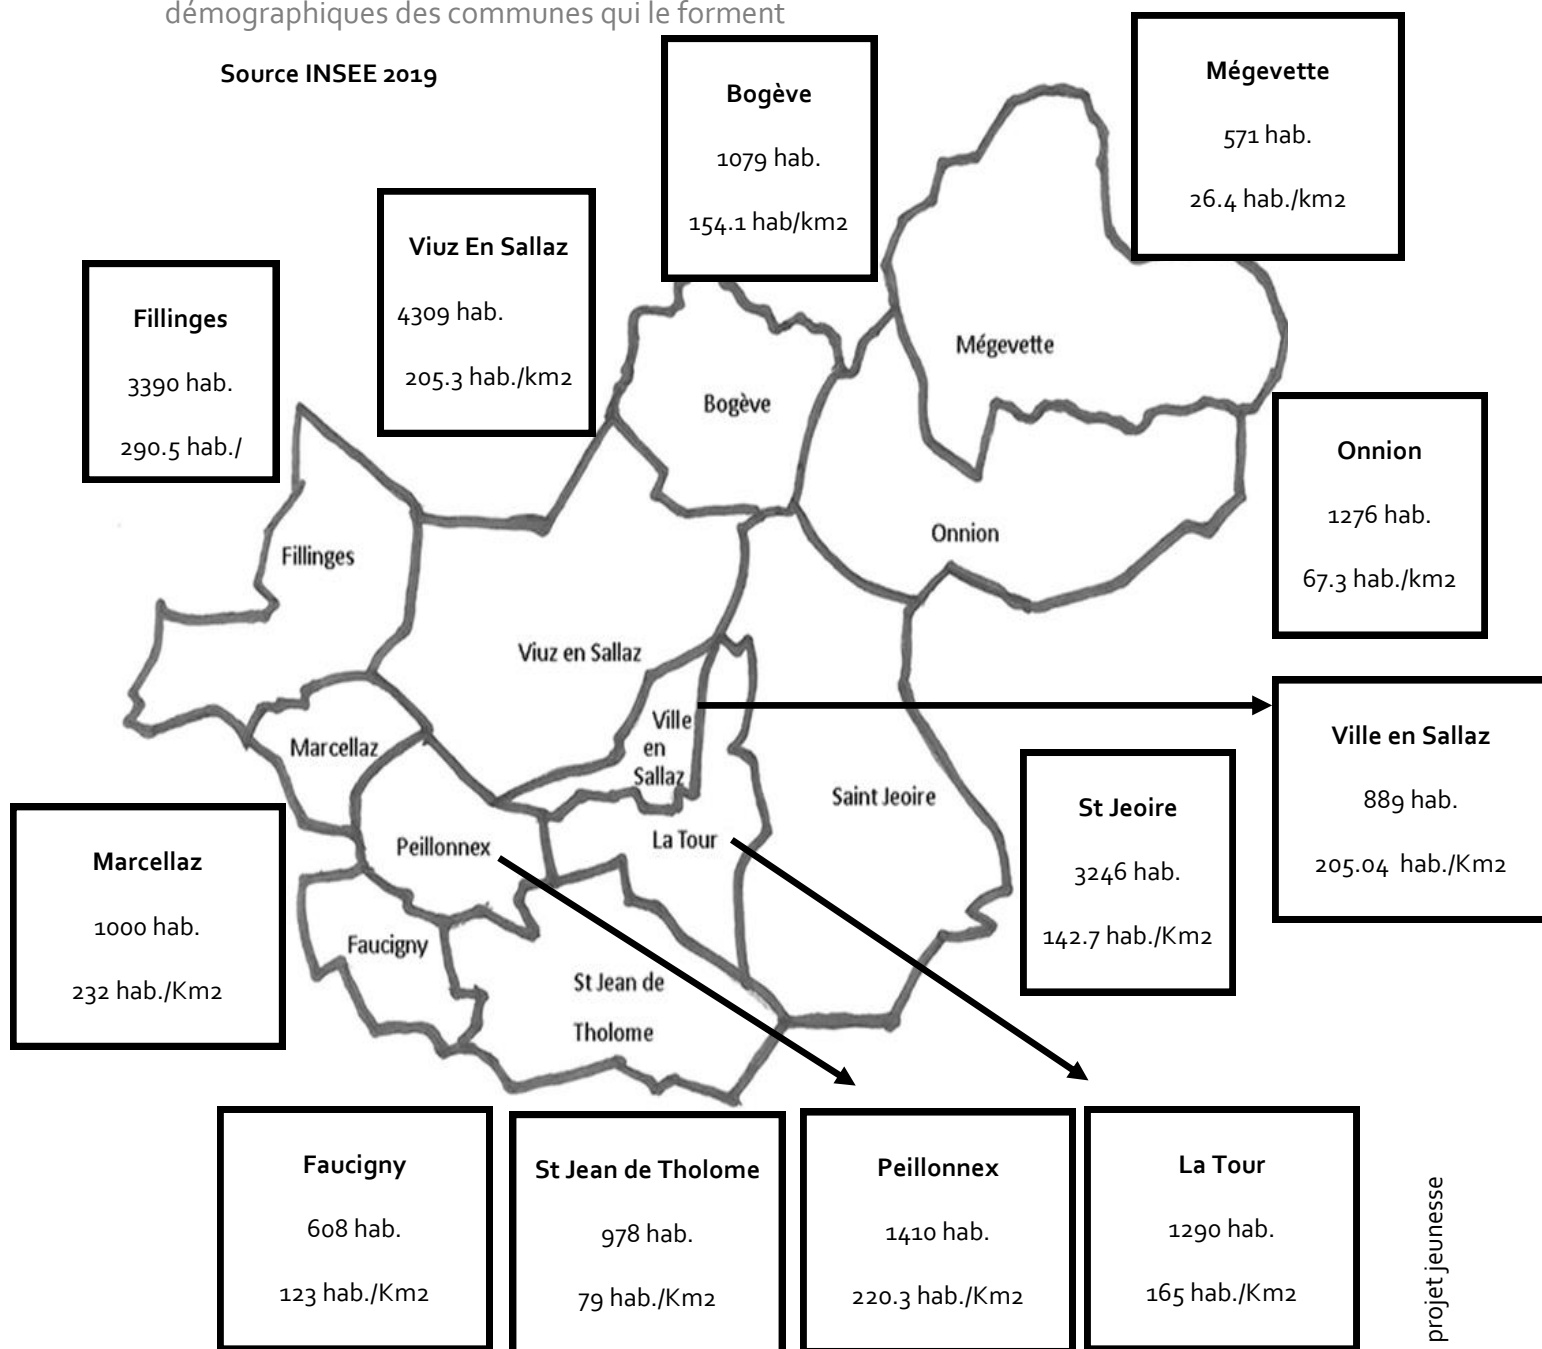 démographiques des communes qui le forment
Source INSEE 2019
Bogève
1079 hab.
154.1 hab/km2
Mégevette
571 hab.
26.4 hab./km2
Viuz En Sallaz
4309 hab.
205.3 hab./km2
Fillinges
3390 hab.
290.5 hab./
Mégevette
Bogève
Onnion
1276 hab.
67.3 hab./km2
Onnion
Fillinges
Viuz en Sallaz
Ville
en
Sallaz
Marcellaz
Saint Jeoire
La Tour
Peillonnex
Faucigny
St Jean de
Tholome
Ville en Sallaz
889 hab.
205.04 hab./Km2
St Jeoire
3246 hab.
142.7 hab./Km2
Marcellaz
1000 hab.
232 hab./Km2
Faucigny
608 hab.
123 hab./Km2
St Jean de Tholome
978 hab.
79 hab./Km2
Peillonnex
1410 hab.
220.3 hab./Km2
La Tour
1290 hab.
165 hab./Km2
projet jeunesse